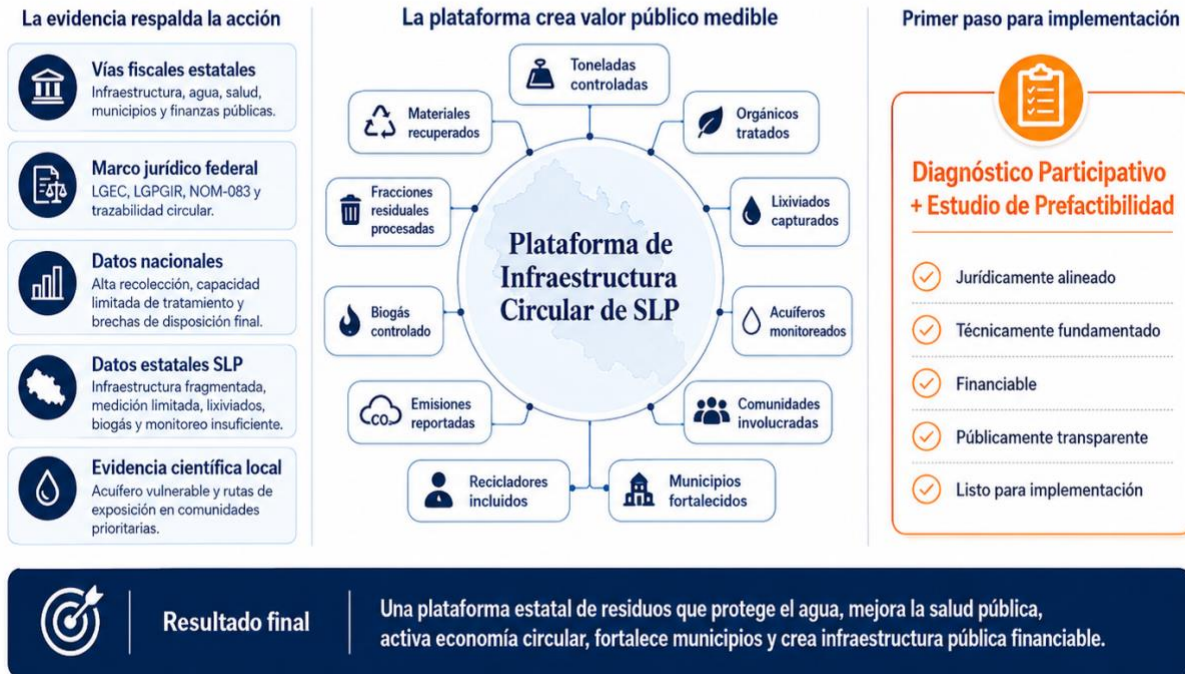 La evidencia respalda la acción
Vías fiscales estatales
Infraestructura, agua, salud,
municipios y finanzas públicas.
Marco jurídico federal
LGEC, LGPGIR, NOM-083 y
trazabilidad circular.
Datos nacionales
Alta recolección, capacidad
limitada de tratamiento y
brechas de disposición final.
Datos estatales SLP
Infraestructura fragmentada,
medición limitada, lixiviados,
biogás y monitoreo insuficiente.
Evidencia científica local
Acuífero vulnerable y rutas de
exposición en comunidades
prioritarias.
La plataforma crea valor público medible
Toneladas
controladas
Materiales
recuperados
Orgánicos
tratados
Fracciones
residuales
procesadas
Lixiviados
capturados
Plataforma de
Infraestructura
Circular de SLP
Biogás
controlado
Acuíferos
monitoreados
CO₂
Emisiones
reportadas
Comunidades
involucradas
Recicladores
incluidos
Municipios
fortalecidos
Primer paso para implementación
Diagnóstico Participativo
+ Estudio de Prefactibilidad
Jurídicamente alineado
Técnicamente fundamentado
Financiable
Públicamente transparente
Listo para implementación
Resultado final
Una plataforma estatal de residuos que protege el agua, mejora la salud pública,
activa economía circular, fortalece municipios y crea infraestructura pública financiable.